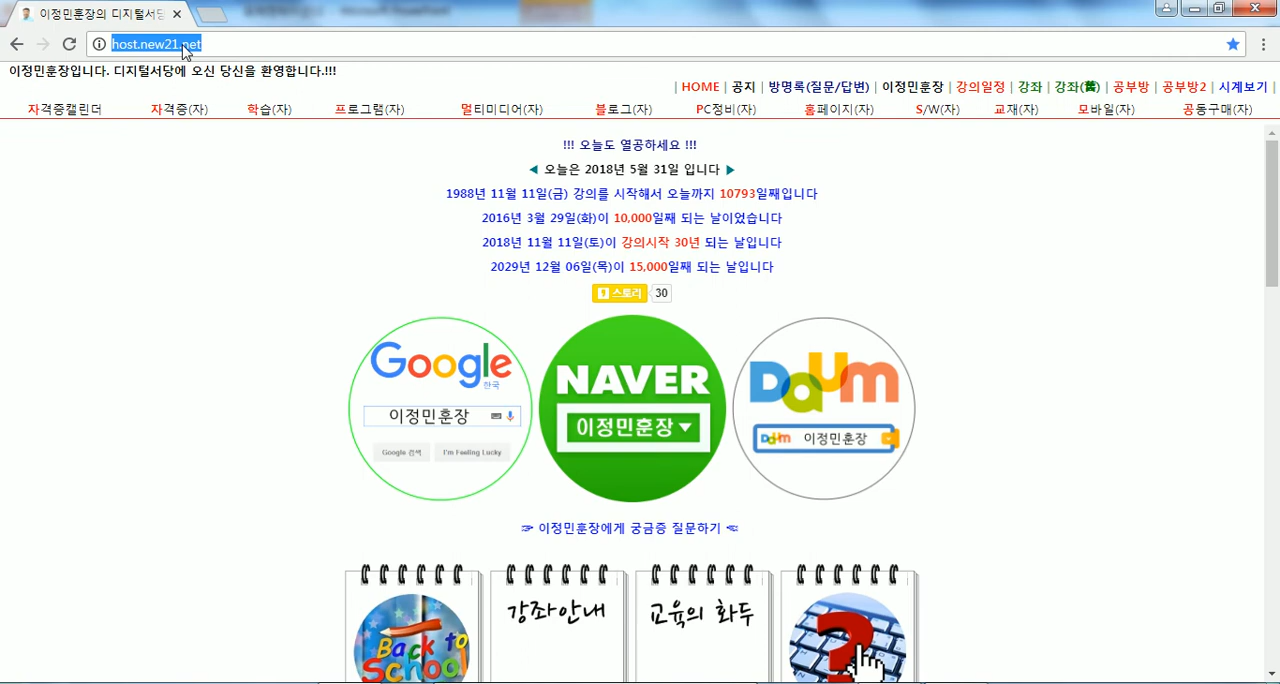 이정민훈장의 디지털서당
host.new21.net
이정민훈장입니다. 디지털서당에 오신 당신을 환영합니다.!!!
| HOME | 공지 | 방명록(질문/답변) | 이정민훈장 | 강의일정 | 강좌 | 강좌(舊) | 공부방 | 공부방2 | 시계보기 |
자격증캘린더 자격증(자) 학습(자) 프로그램(자) 멀티미디어(자) 블로그(자) PC정비(자) 홈페이지(자) S/W(자) 교재(자) 모바일(자) 공동구매(자)
!!! 오늘도 열공하세요 !!!
◀ 오늘은 2018년 5월 31일 입니다 ▶
1988년 11월 11일(금) 강의를 시작해서 오늘까지 10793일째입니다
2016년 3월 29일(화)이 10,000일째 되는 날이었습니다
2018년 11월 11일(토)이 강의시작 30년 되는 날입니다
2029년 12월 06일(목)이 15,000일째 되는 날입니다
스토리 30
Google
한국
이정민훈장
Google 검색 I'm Feeling Lucky
NAVER
이정민훈장
Daum
Daum 이정민훈장
☞ 이정민훈장에게 궁금증 질문하기 ☜
Back to School
강좌안내
교육의 화두
?